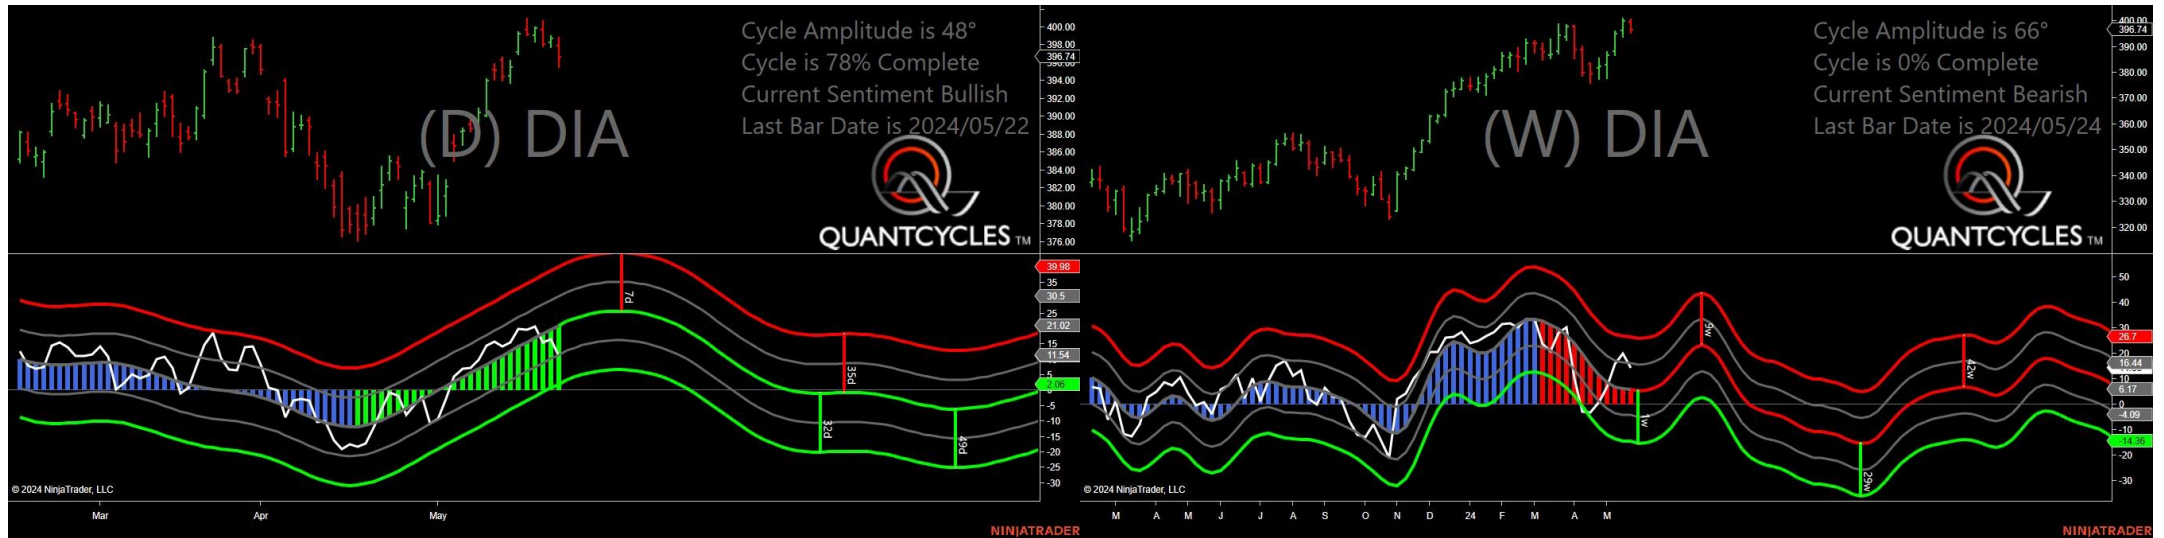 Cycle Amplitude is 48°
Cycle is 78% Complete
Current Sentiment Bullish
Last Bar Date is 2024/05/22
(D) DIA
QUANTCYCLES TM
400.00
398.00
396.74
394.00
392.00
390.00
388.00
386.00
384.00
382.00
380.00
378.00
376.00
39.98
35
30.5
25
21.02
15
11.54
5
2.06
-5
-10
-15
-20
-25
-30
7d
35d
32d
49d
© 2024 NinjaTrader, LLC
Mar
Apr
May
NINJATRADER
Cycle Amplitude is 66°
Cycle is 0% Complete
Current Sentiment Bearish
Last Bar Date is 2024/05/24
(W) DIA
QUANTCYCLES TM
400.00
396.74
390.00
380.00
370.00
360.00
350.00
340.00
330.00
320.00
50
40
30
26.7
20
16.44
10
6.17
0
-4.09
-10
-14.36
-20
-30
9w
42w
1w
29w
© 2024 NinjaTrader, LLC
M A M J J A S O N D 24 F M A M
NINJATRADER